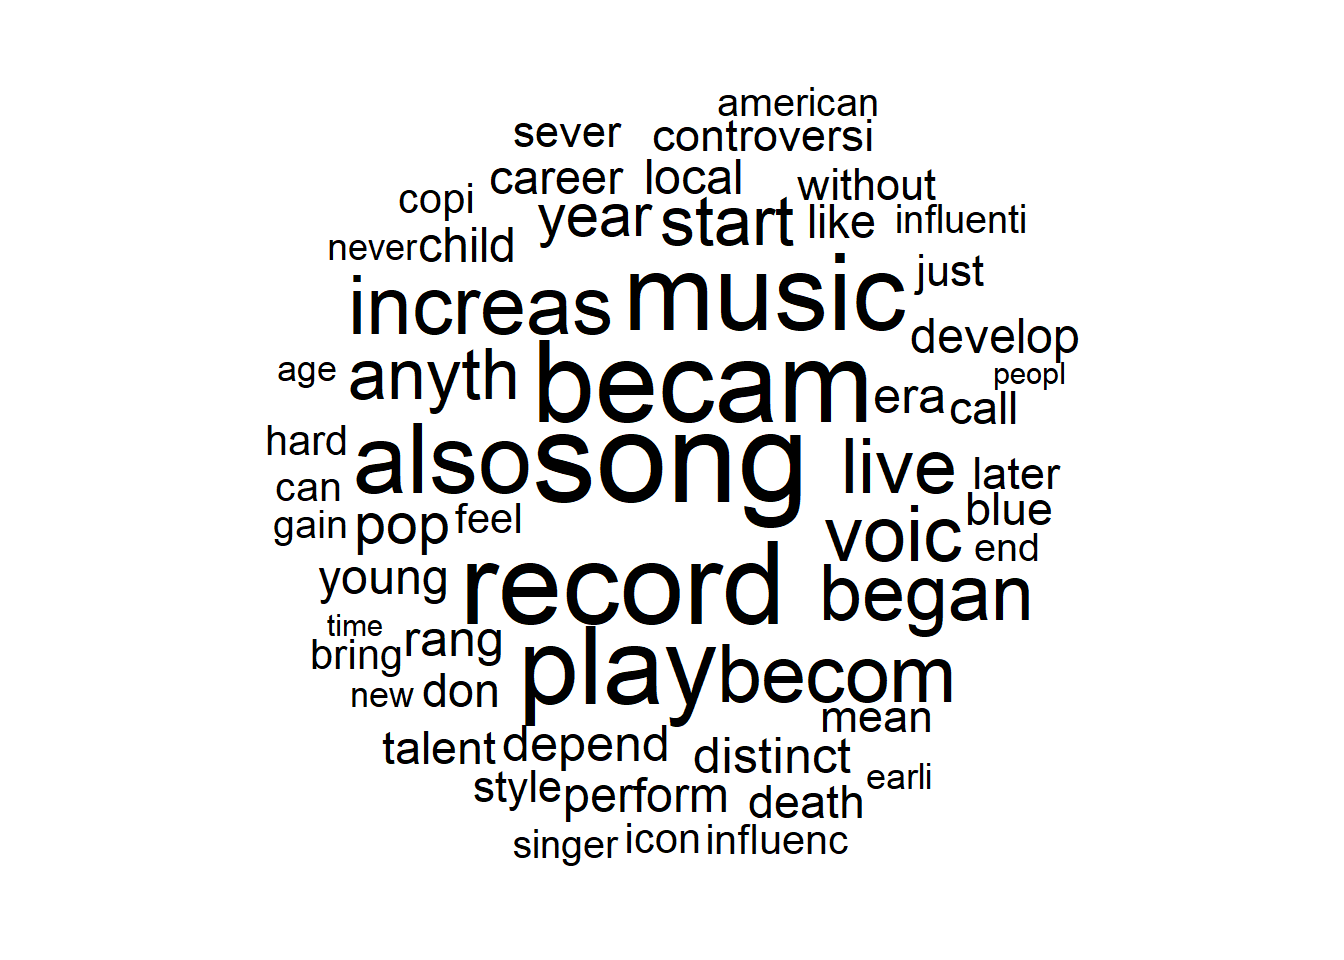 american
sever controversi
career local without
copi year start like influenti
never child just
increas music
develop
age anyth becam era peopl
call
hard also song live later
can blue
gain pop feel voic end
young record began
time
bring rang play becom
new don mean
talent depend distinct earli
style perform death
singer icon influenc